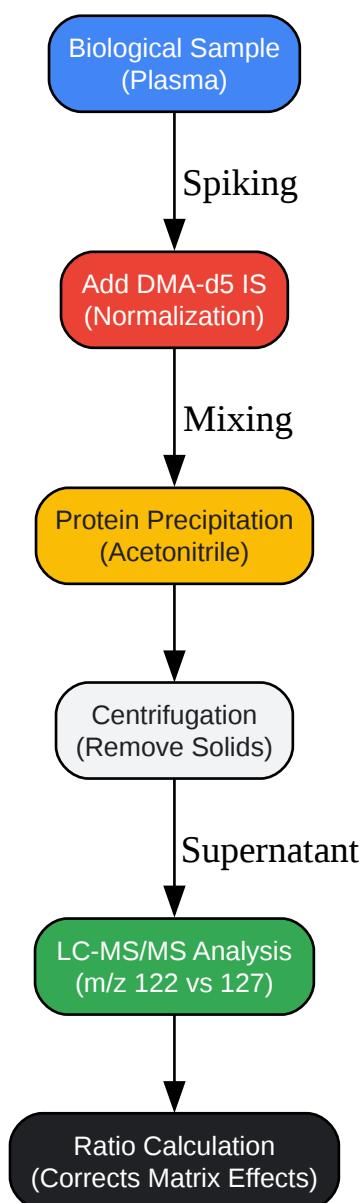 Biological Sample
(Plasma)
Spiking
Add DMA-d5 IS
(Normalization)
Mixing
Protein Precipitation
(Acetonitrile)
Centrifugation
(Remove Solids)
Supernatant
LC-MS/MS Analysis
(m/z 122 vs 127)
Ratio Calculation
(Corrects Matrix Effects)